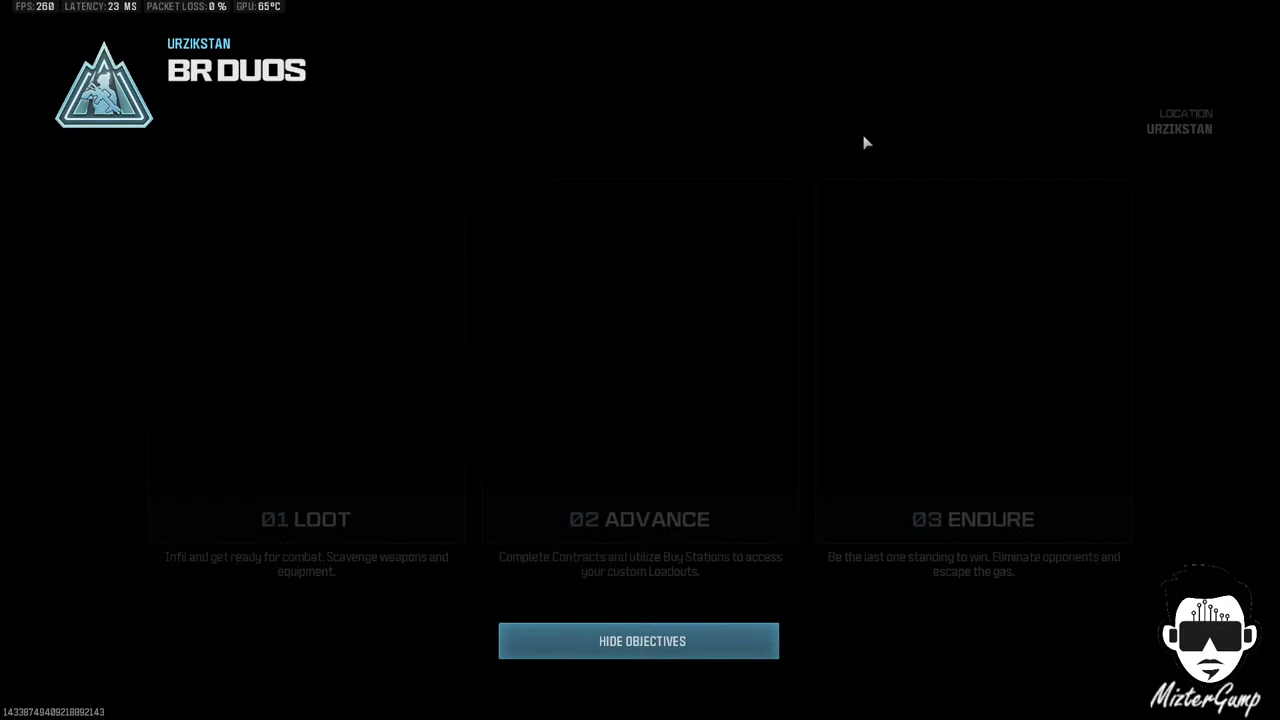 FPS: 260 LATENCY: 23 MS PACKET LOSS: 0 % GPU: 65°C
URZIKSTAN
BR DUOS
LOCATION
URZIKSTAN
01 LOOT
Infil and get ready for combat. Scavenge weapons and
equipment.
02 ADVANCE
Complete Contracts and utilize Buy Stations to access
your custom Loadouts.
03 ENDURE
Be the last one standing to win. Eliminate opponents and
escape the gas.
HIDE OBJECTIVES
MizterGump
14338749409218892143